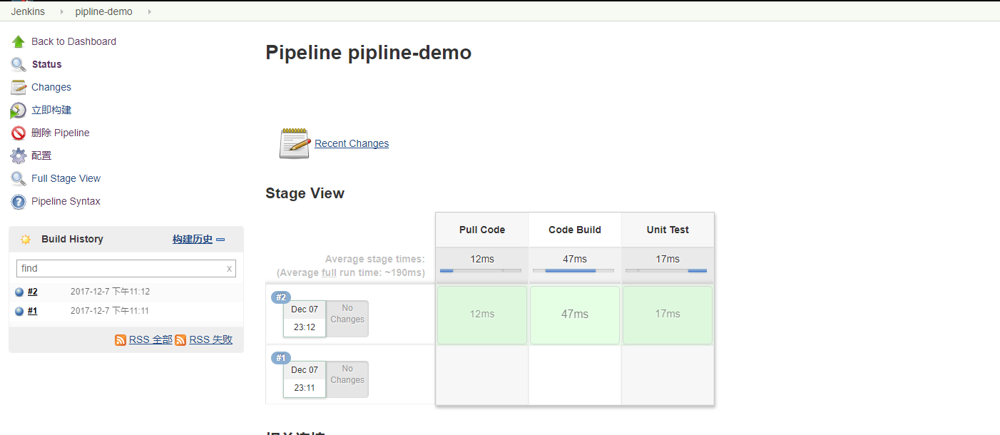 Jenkins
pipline-demo
Back to Dashboard
Status
Changes
立即构建
删除 Pipeline
配置
Full Stage View
Pipeline Syntax
Build History 构建历史
find x
#2 2017-12-7 下午11:12
#1 2017-12-7 下午11:11
RSS 全部 RSS 失败
Pipeline pipline-demo
Recent Changes
Stage View
Pull Code Code Build Unit Test
Average stage times:
(Average full run time: ~190ms)
12ms 47ms 17ms
#2
Dec 07
23:12
No
Changes
12ms 47ms 17ms
#1
Dec 07
23:11
No
Changes